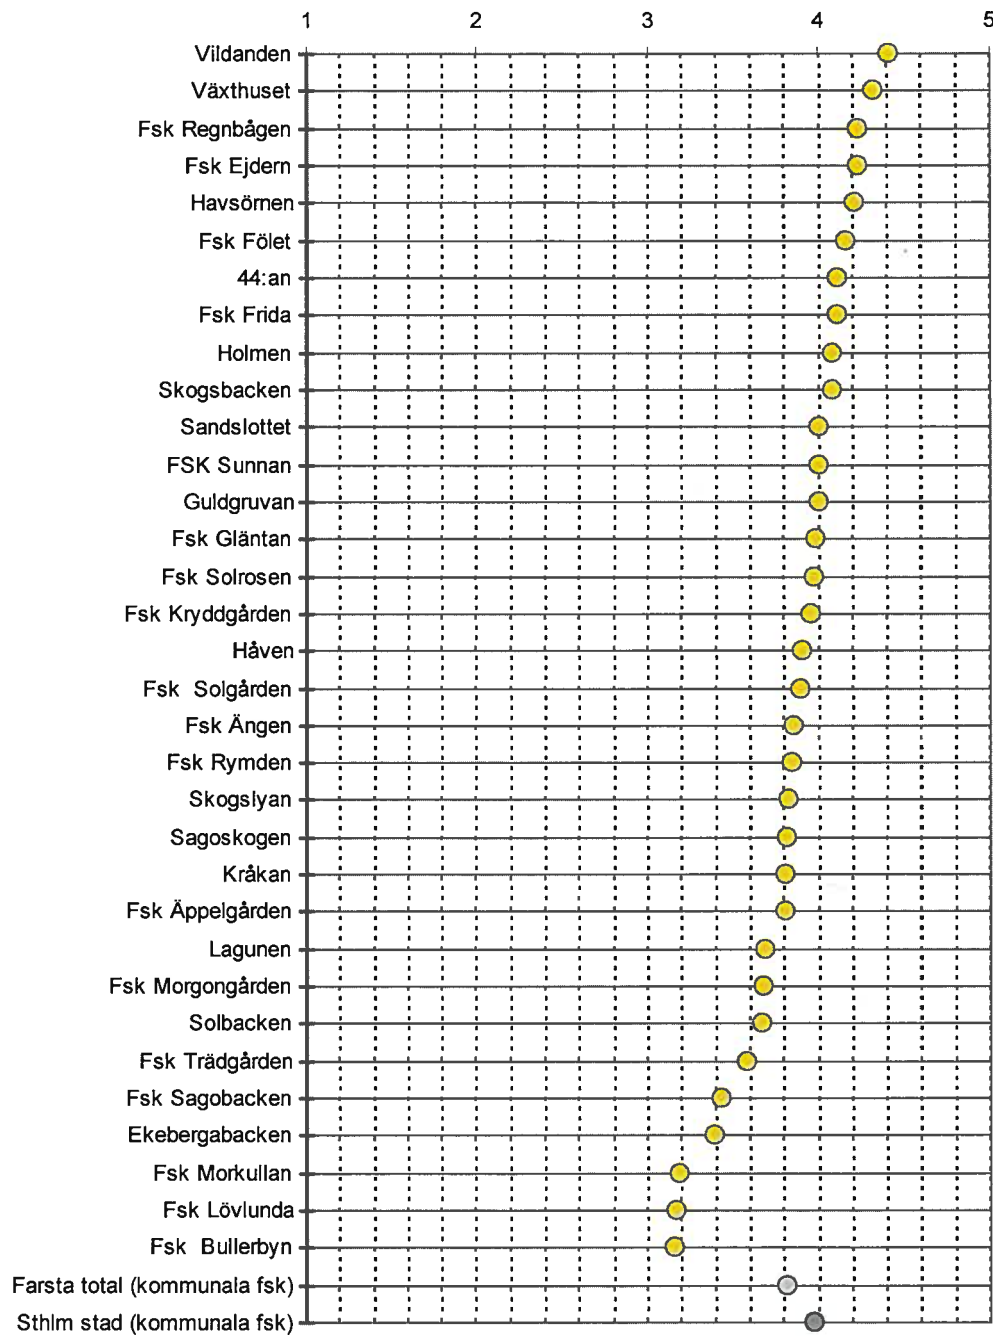 1 2 3 4 5
Vildanden
Växthuset
Fsk Regnbågen
Fsk Ejdern
Havsörnen
Fsk Fölet
44:an
Fsk Frida
Holmen
Skogsbacken
Sandslottet
FSK Sunnan
Guldgruvan
Fsk Gläntan
Fsk Solrosen
Fsk Kryddgården
Håven
Fsk Solgården
Fsk Ängen
Fsk Rymden
Skogslyan
Sagoskogen
Kråkan
Fsk Äppelgården
Lagunen
Fsk Morgongården
Solbacken
Fsk Trädgården
Fsk Sagobacken
Ekebergabacken
Fsk Morkullan
Fsk Lövlunda
Fsk Bullerbyn
Farsta total (kommunala fsk)
Sthlm stad (kommunala fsk)